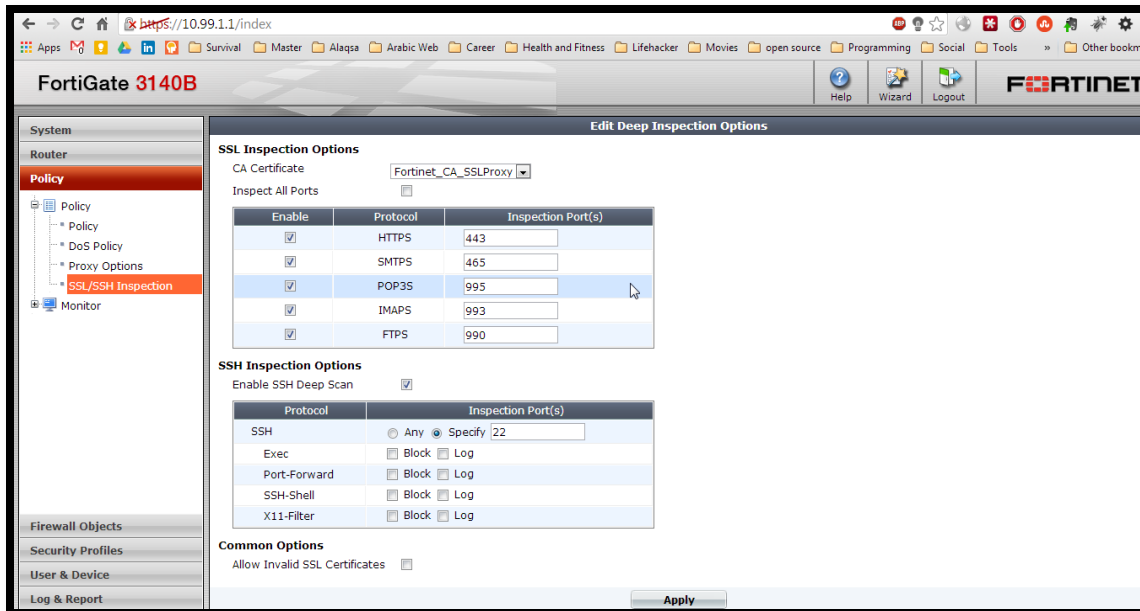 https://10.99.1.1/index
Apps Survival Master Alaqsa Arabic Web Career Health and Fitness Lifehacker Movies open source Programming Social Tools » Other bookm
FortiGate 3140B
Help Wizard Logout
FORTINET
System
Router
Policy
Policy
Policy
DoS Policy
Proxy Options
SSL/SSH Inspection
Monitor
Firewall Objects
Security Profiles
User & Device
Log & Report
Edit Deep Inspection Options
SSL Inspection Options
CA Certificate Fortinet_CA_SSLProxy
Inspect All Ports
Enable Protocol Inspection Port(s)
HTTPS 443
SMTPS 465
POP3S 995
IMAPS 993
FTPS 990
SSH Inspection Options
Enable SSH Deep Scan
Protocol Inspection Port(s)
SSH Any Specify 22
Exec Block Log
Port-Forward Block Log
SSH-Shell Block Log
X11-Filter Block Log
Common Options
Allow Invalid SSL Certificates
Apply